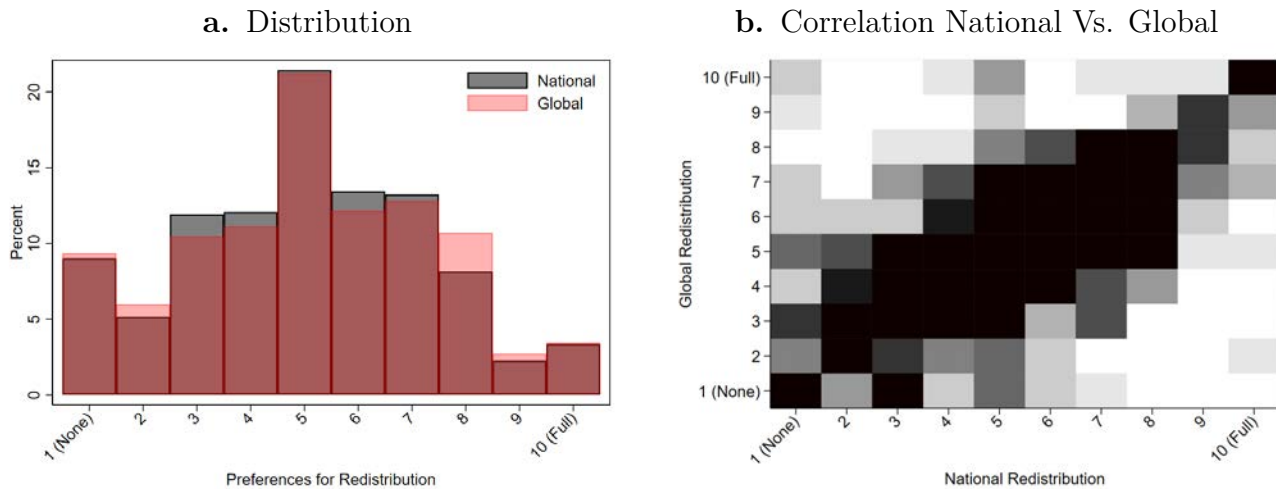 a. Distribution
National
Global
Percent
20
15
10
5
0
1 (None) 2 3 4 5 6 7 8 9 10 (Full)
Preferences for Redistribution
b. Correlation National Vs. Global
Global Redistribution
10 (Full)
9
8
7
6
5
4
3
2
1 (None)
1 (None) 2 3 4 5 6 7 8 9 10 (Full)
National Redistribution